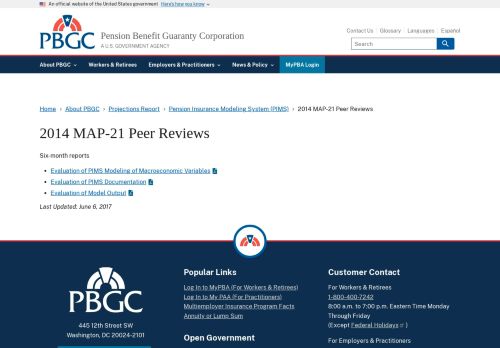 An official website of the United States government Here's how you know
PBGC
Pension Benefit Guaranty Corporation
A U.S. GOVERNMENT AGENCY
Contact Us Glossary Languages Español
Search
About PBGC Workers & Retirees Employers & Practitioners News & Policy MyPBA Login
Home › About PBGC › Projections Report › Pension Insurance Modeling System (PIMS) › 2014 MAP-21 Peer Reviews
2014 MAP-21 Peer Reviews
Six-month reports
Evaluation of PIMS Modeling of Macroeconomic Variables
Evaluation of PIMS Documentation
Evaluation of Model Output
Last Updated: June 6, 2017
PBGC
445 12th Street SW
Washington, DC 20024-2101
Popular Links
Log In to MyPBA (For Workers & Retirees)
Log In to My PAA (For Practitioners)
Multiemployer Insurance Program Facts
Annuity or Lump Sum
Open Government
Customer Contact
For Workers & Retirees
1-800-400-7242
8:00 a.m. to 7:00 p.m. Eastern Time Monday
Through Friday
(Except Federal Holidays )
For Employers & Practitioners